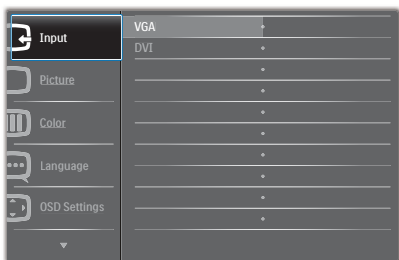 Input
VGA
DVI
Picture
Color
Language
OSD Settings